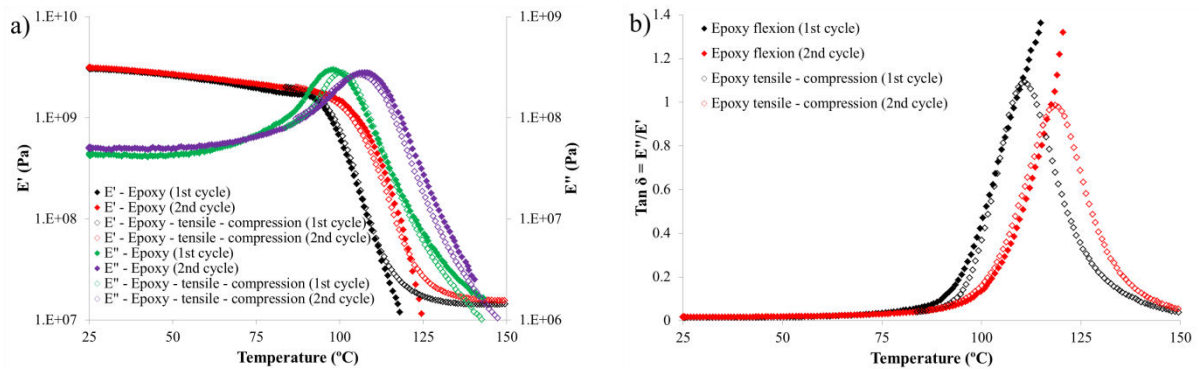 a)
1.E+10
1.E+09
1.E+08
1.E+07
E' (Pa)
1.E+09
1.E+08
1.E+07
1.E+06
E" (Pa)
E' - Epoxy (1st cycle)
E' - Epoxy (2nd cycle)
E' - Epoxy - tensile - compression (1st cycle)
E' - Epoxy - tensile - compression (2nd cycle)
E" - Epoxy (1st cycle)
E" - Epoxy (2nd cycle)
E" - Epoxy - tensile - compression (1st cycle)
E" - Epoxy - tensile - compression (2nd cycle)
25 50 75 100 125 150
Temperature (ºC)
b)
1.4
1.2
1
0.8
0.6
0.4
0.2
0
Tan δ = E"/E'
Epoxy flexion (1st cycle)
Epoxy flexion (2nd cycle)
Epoxy tensile - compression (1st cycle)
Epoxy tensile - compression (2nd cycle)
25 50 75 100 125 150
Temperature (ºC)